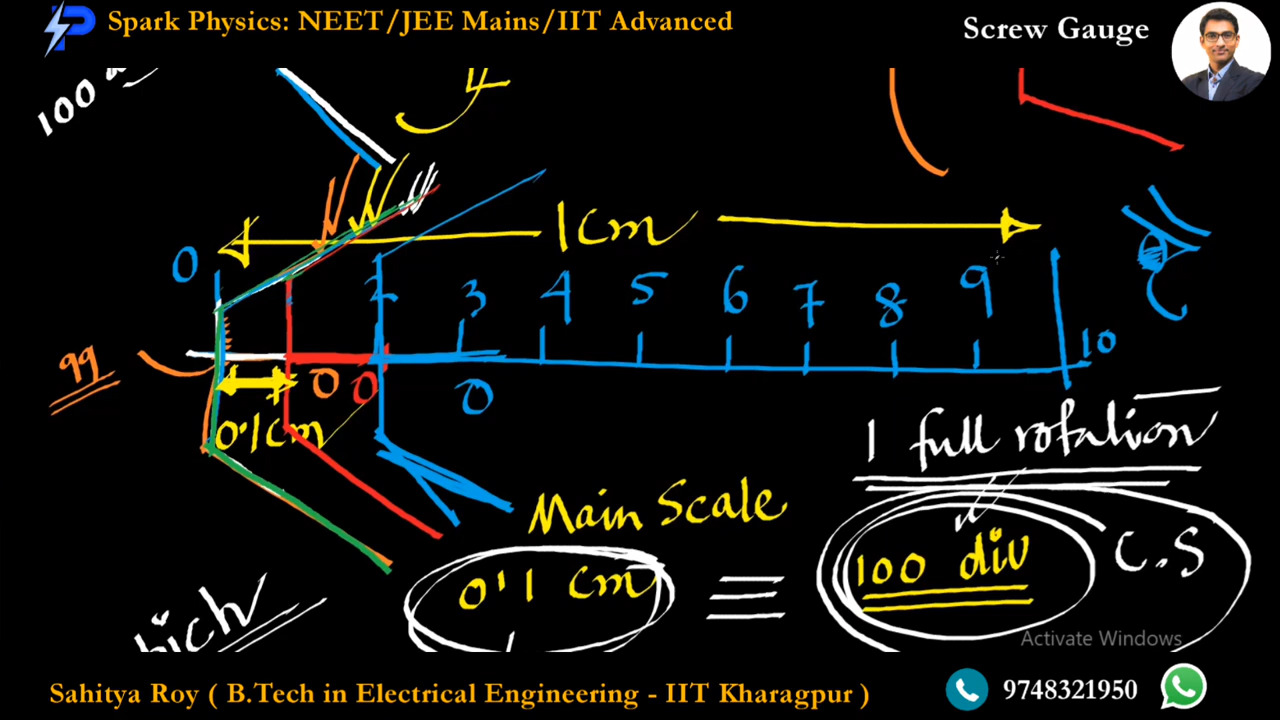 Spark Physics: NEET/JEE Mains/IIT Advanced
Screw Gauge
100
1cm
0 2 3 4 5 6 7 8 9 10
99
0 0 0
0.1cm
1 full rotation
Main Scale
0.1 cm = 100 div C.S
Activate Windows
Sahitya Roy ( B.Tech in Electrical Engineering - IIT Kharagpur )
9748321950